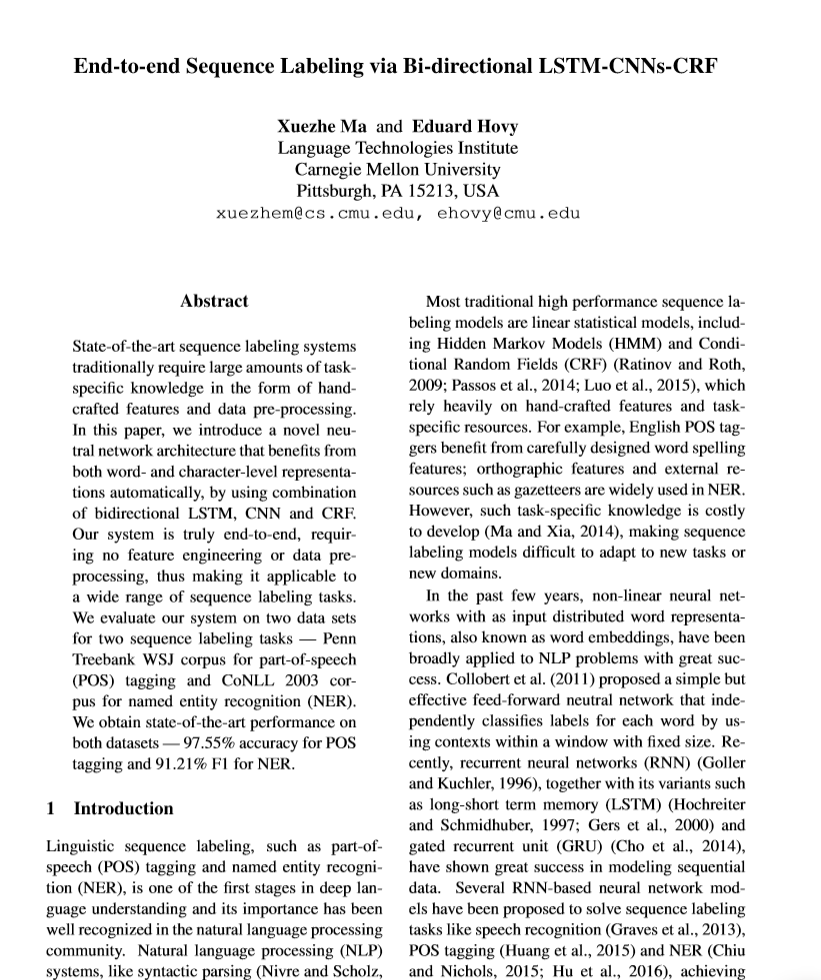 End-to-end Sequence Labeling via Bi-directional LSTM-CNNs-CRF
Xuezhe Ma and Eduard Hovy
Language Technologies Institute
Carnegie Mellon University
Pittsburgh, PA 15213, USA
xuezhem@cs.cmu.edu, ehovy@cmu.edu
Abstract
State-of-the-art sequence labeling systems
traditionally require large amounts of task-
specific knowledge in the form of hand-
crafted features and data pre-processing.
In this paper, we introduce a novel neu-
tral network architecture that benefits from
both word- and character-level representa-
tions automatically, by using combination
of bidirectional LSTM, CNN and CRF.
Our system is truly end-to-end, requir-
ing no feature engineering or data pre-
processing, thus making it applicable to
a wide range of sequence labeling tasks.
We evaluate our system on two data sets
for two sequence labeling tasks — Penn
Treebank WSJ corpus for part-of-speech
(POS) tagging and CoNLL 2003 cor-
pus for named entity recognition (NER).
We obtain state-of-the-art performance on
both datasets — 97.55% accuracy for POS
tagging and 91.21% F1 for NER.
1 Introduction
Linguistic sequence labeling, such as part-of-
speech (POS) tagging and named entity recogni-
tion (NER), is one of the first stages in deep lan-
guage understanding and its importance has been
well recognized in the natural language processing
community. Natural language processing (NLP)
systems, like syntactic parsing (Nivre and Scholz,
Most traditional high performance sequence la-
beling models are linear statistical models, includ-
ing Hidden Markov Models (HMM) and Condi-
tional Random Fields (CRF) (Ratinov and Roth,
2009; Passos et al., 2014; Luo et al., 2015), which
rely heavily on hand-crafted features and task-
specific resources. For example, English POS tag-
gers benefit from carefully designed word spelling
features; orthographic features and external re-
sources such as gazetteers are widely used in NER.
However, such task-specific knowledge is costly
to develop (Ma and Xia, 2014), making sequence
labeling models difficult to adapt to new tasks or
new domains.
In the past few years, non-linear neural net-
works with as input distributed word representa-
tions, also known as word embeddings, have been
broadly applied to NLP problems with great suc-
cess. Collobert et al. (2011) proposed a simple but
effective feed-forward neutral network that inde-
pendently classifies labels for each word by us-
ing contexts within a window with fixed size. Re-
cently, recurrent neural networks (RNN) (Goller
and Kuchler, 1996), together with its variants such
as long-short term memory (LSTM) (Hochreiter
and Schmidhuber, 1997; Gers et al., 2000) and
gated recurrent unit (GRU) (Cho et al., 2014),
have shown great success in modeling sequential
data. Several RNN-based neural network mod-
els have been proposed to solve sequence labeling
tasks like speech recognition (Graves et al., 2013),
POS tagging (Huang et al., 2015) and NER (Chiu
and Nichols, 2015; Hu et al., 2016), achieving